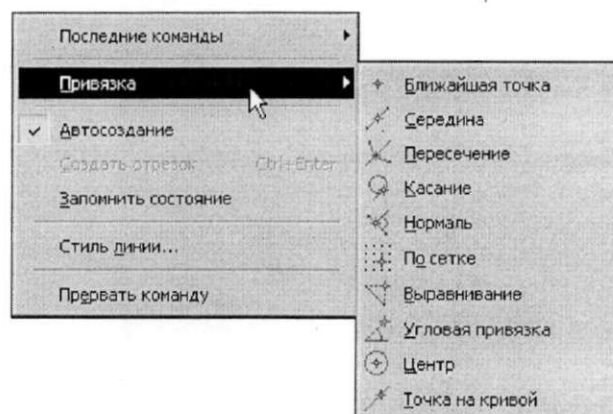 Последние команды
Привязка
Автосоздание
Создать отрезок Ctrl+Enter
Запомнить состояние
Стиль линии...
Прервать команду
Ближайшая точка
Середина
Пересечение
Касание
Нормаль
По сетке
Выравнивание
Угловая привязка
Центр
Точка на кривой